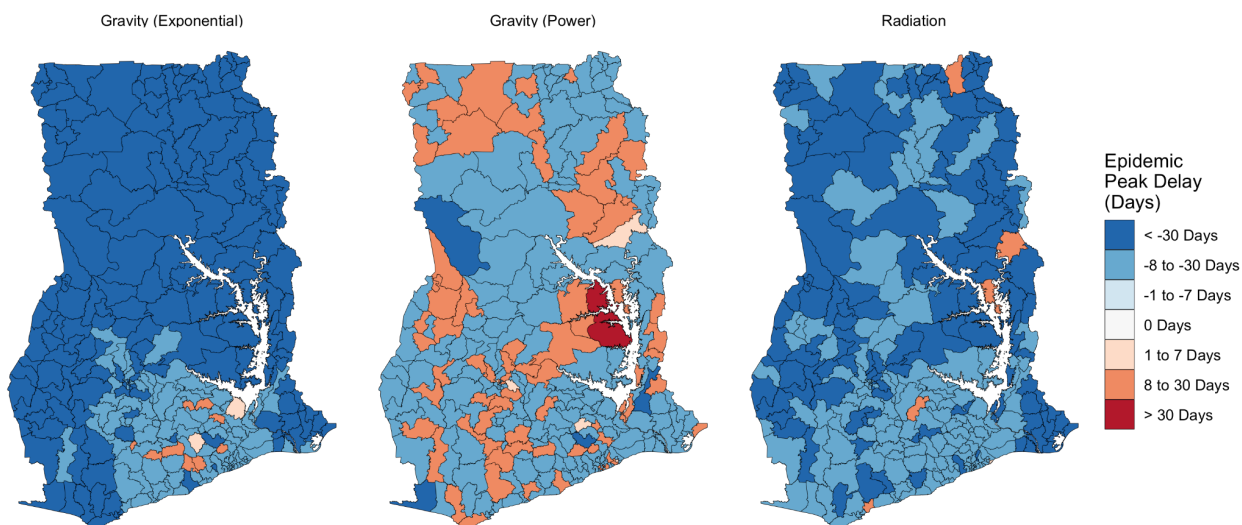 Gravity (Exponential)
Gravity (Power)
Radiation
Epidemic
Peak Delay
(Days)
< -30 Days
-8 to -30 Days
-1 to -7 Days
0 Days
1 to 7 Days
8 to 30 Days
> 30 Days